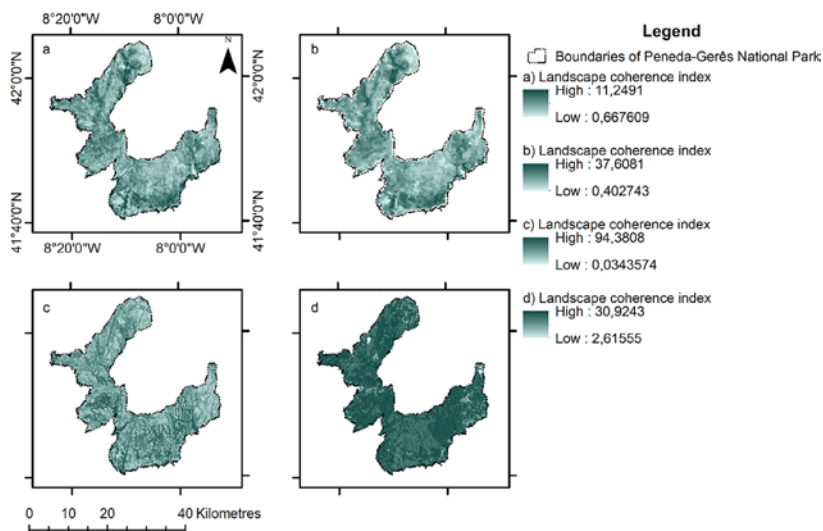 8°20'0"W
8°0'0"W
a
N
42°0'0"N
41°40'0"N
8°20'0"W
8°0'0"W
b
42°0'0"N
41°40'0"N
c
d
0
10
20
40 Kilometres
Legend
Boundaries of Peneda-Gerês National Park
a) Landscape coherence index
High : 11,2491
Low : 0,667609
b) Landscape coherence index
High : 37,6081
Low : 0,402743
c) Landscape coherence index
High : 94,3808
Low : 0,0343574
d) Landscape coherence index
High : 30,9243
Low : 2,61555